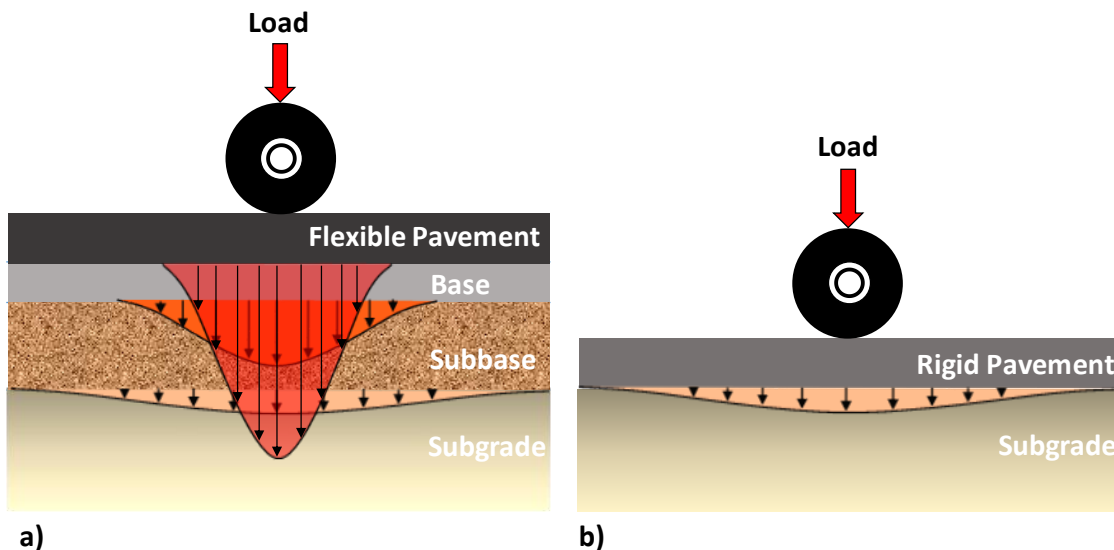 Load
Flexible Pavement
Base
Subbase
Subgrade
a)
Load
Rigid Pavement
Subgrade
b)